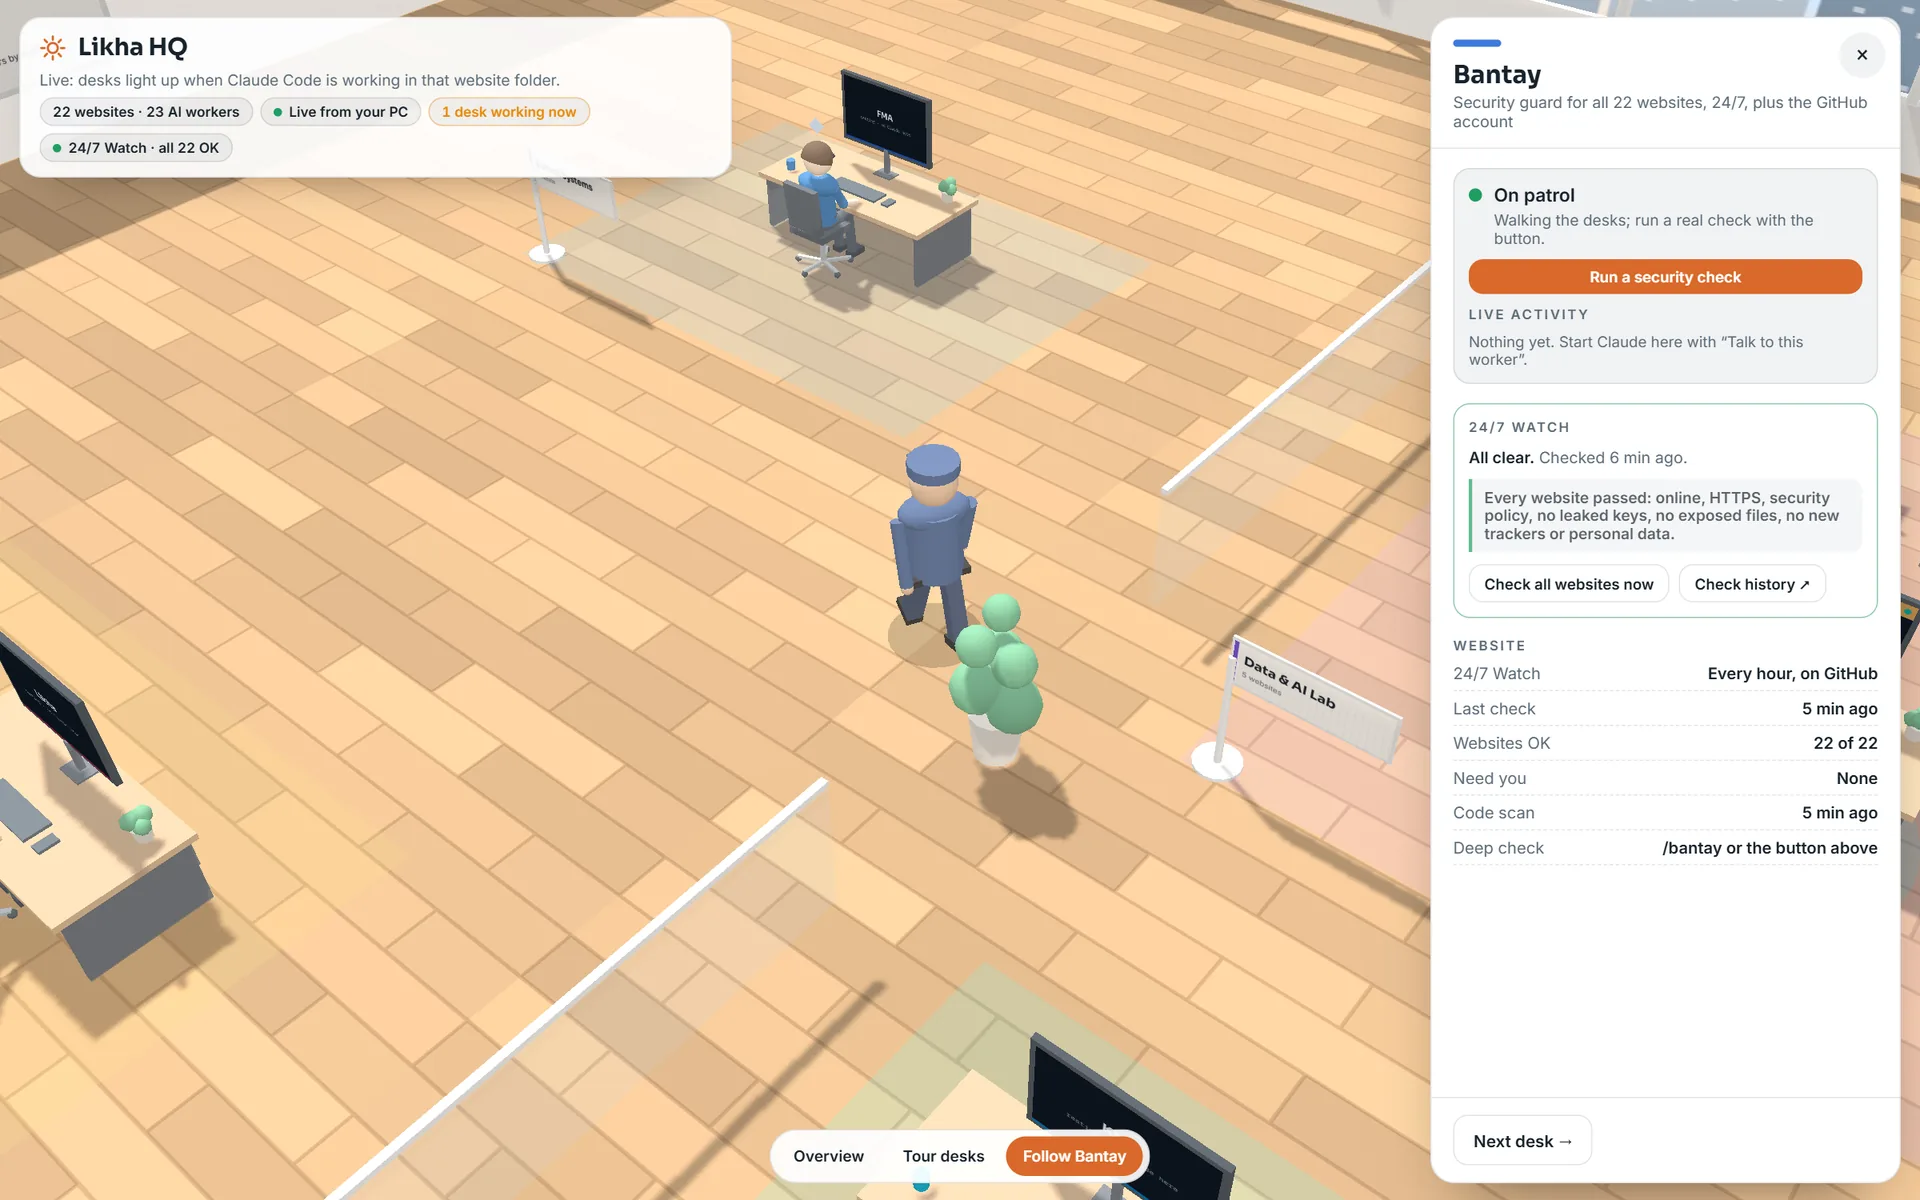 Likha HQ
Live: desks light up when Claude Code is working in that website folder.
22 websites · 23 AI workers
Live from your PC
1 desk working now
24/7 Watch · all 22 OK
FMA
Data & AI Lab
5 websites
Overview
Tour desks
Follow Bantay
Bantay
Security guard for all 22 websites, 24/7, plus the GitHub
account
On patrol
Walking the desks; run a real check with the
button.
Run a security check
LIVE ACTIVITY
Nothing yet. Start Claude here with “Talk to this
worker”.
24/7 WATCH
All clear. Checked 6 min ago.
Every website passed: online, HTTPS, security
policy, no leaked keys, no exposed files, no new
trackers or personal data.
Check all websites now
Check history ↗
WEBSITE
24/7 Watch Every hour, on GitHub
Last check 5 min ago
Websites OK 22 of 22
Need you None
Code scan 5 min ago
Deep check /bantay or the button above
Next desk →